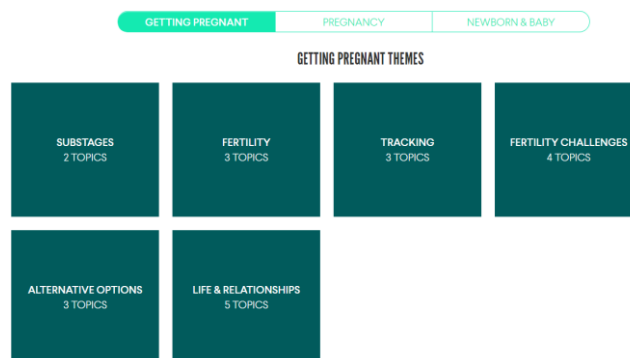 GETTING PREGNANT
PREGNANCY
NEWBORN & BABY
GETTING PREGNANT THEMES
SUBSTAGES
2 TOPICS
FERTILITY
3 TOPICS
TRACKING
3 TOPICS
FERTILITY CHALLENGES
4 TOPICS
ALTERNATIVE OPTIONS
3 TOPICS
LIFE & RELATIONSHIPS
5 TOPICS